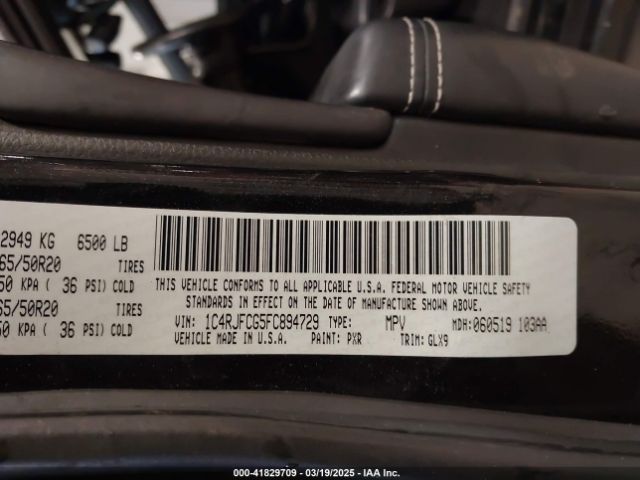 2949 KG 6500 LB
65/50R20 TIRES
50 KPA ( 36 PSI) COLD
65/50R20 TIRES
50 KPA ( 36 PSI) COLD
THIS VEHICLE CONFORMS TO ALL APPLICABLE U.S.A. FEDERAL MOTOR VEHICLE SAFETY
STANDARDS IN EFFECT ON THE DATE OF MANUFACTURE SHOWN ABOVE.
VIN: 1C4RJFCG5FC894729 TYPE: MPV MDH: 060519 103AA
VEHICLE MADE IN U.S.A. PAINT: PXR TRIM: GLX9
000-41829709 - 03/19/2025 - IAA Inc.